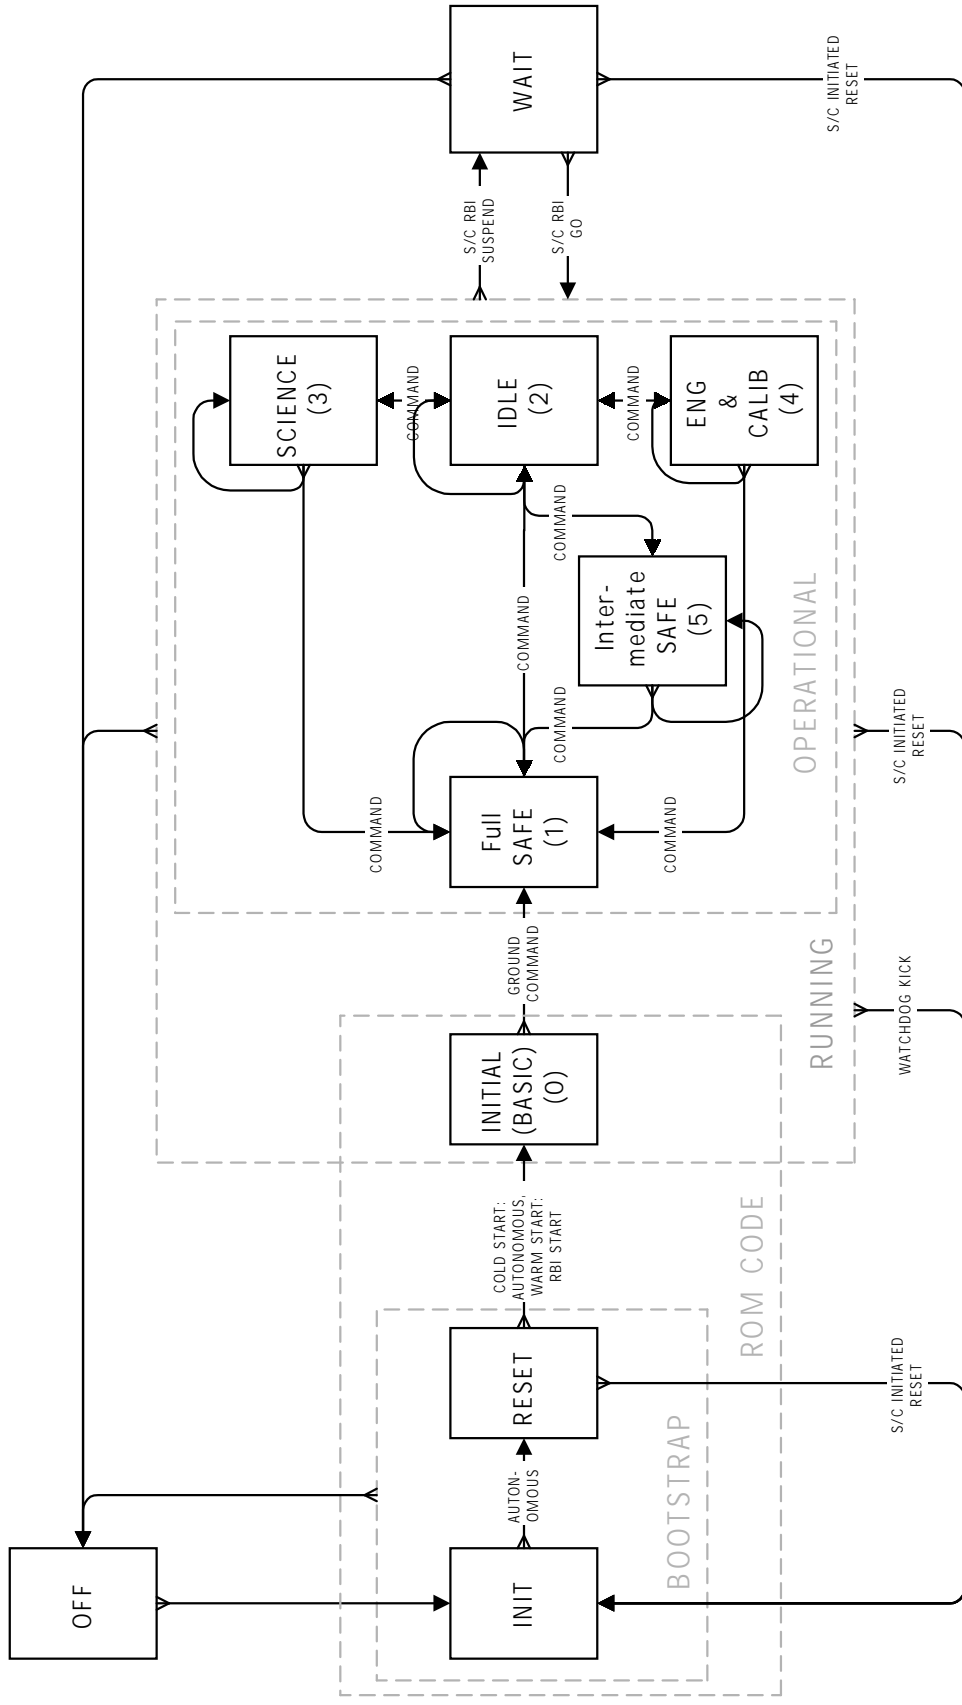 OFF
INIT
AUTON-
OMOUS
RESET
BOOTSTRAP
COLD START:
AUTONOMOUS,
WARM START:
RBI START
ROM CODE
INITIAL
(BASIC)
(0)
GROUND
COMMAND
RUNNING
Full
SAFE
(1)
COMMAND
COMMAND
COMMAND
COMMAND
COMMAND
Inter-
mediate
SAFE
(5)
OPERATIONAL
SCIENCE
(3)
COMMAND
IDLE
(2)
COMMAND
ENG
&
CALIB
(4)
S/C RBI
SUSPEND
S/C RBI
GO
WAIT
S/C INITIATED
RESET
WATCHDOG KICK
S/C INITIATED
RESET
S/C INITIATED
RESET